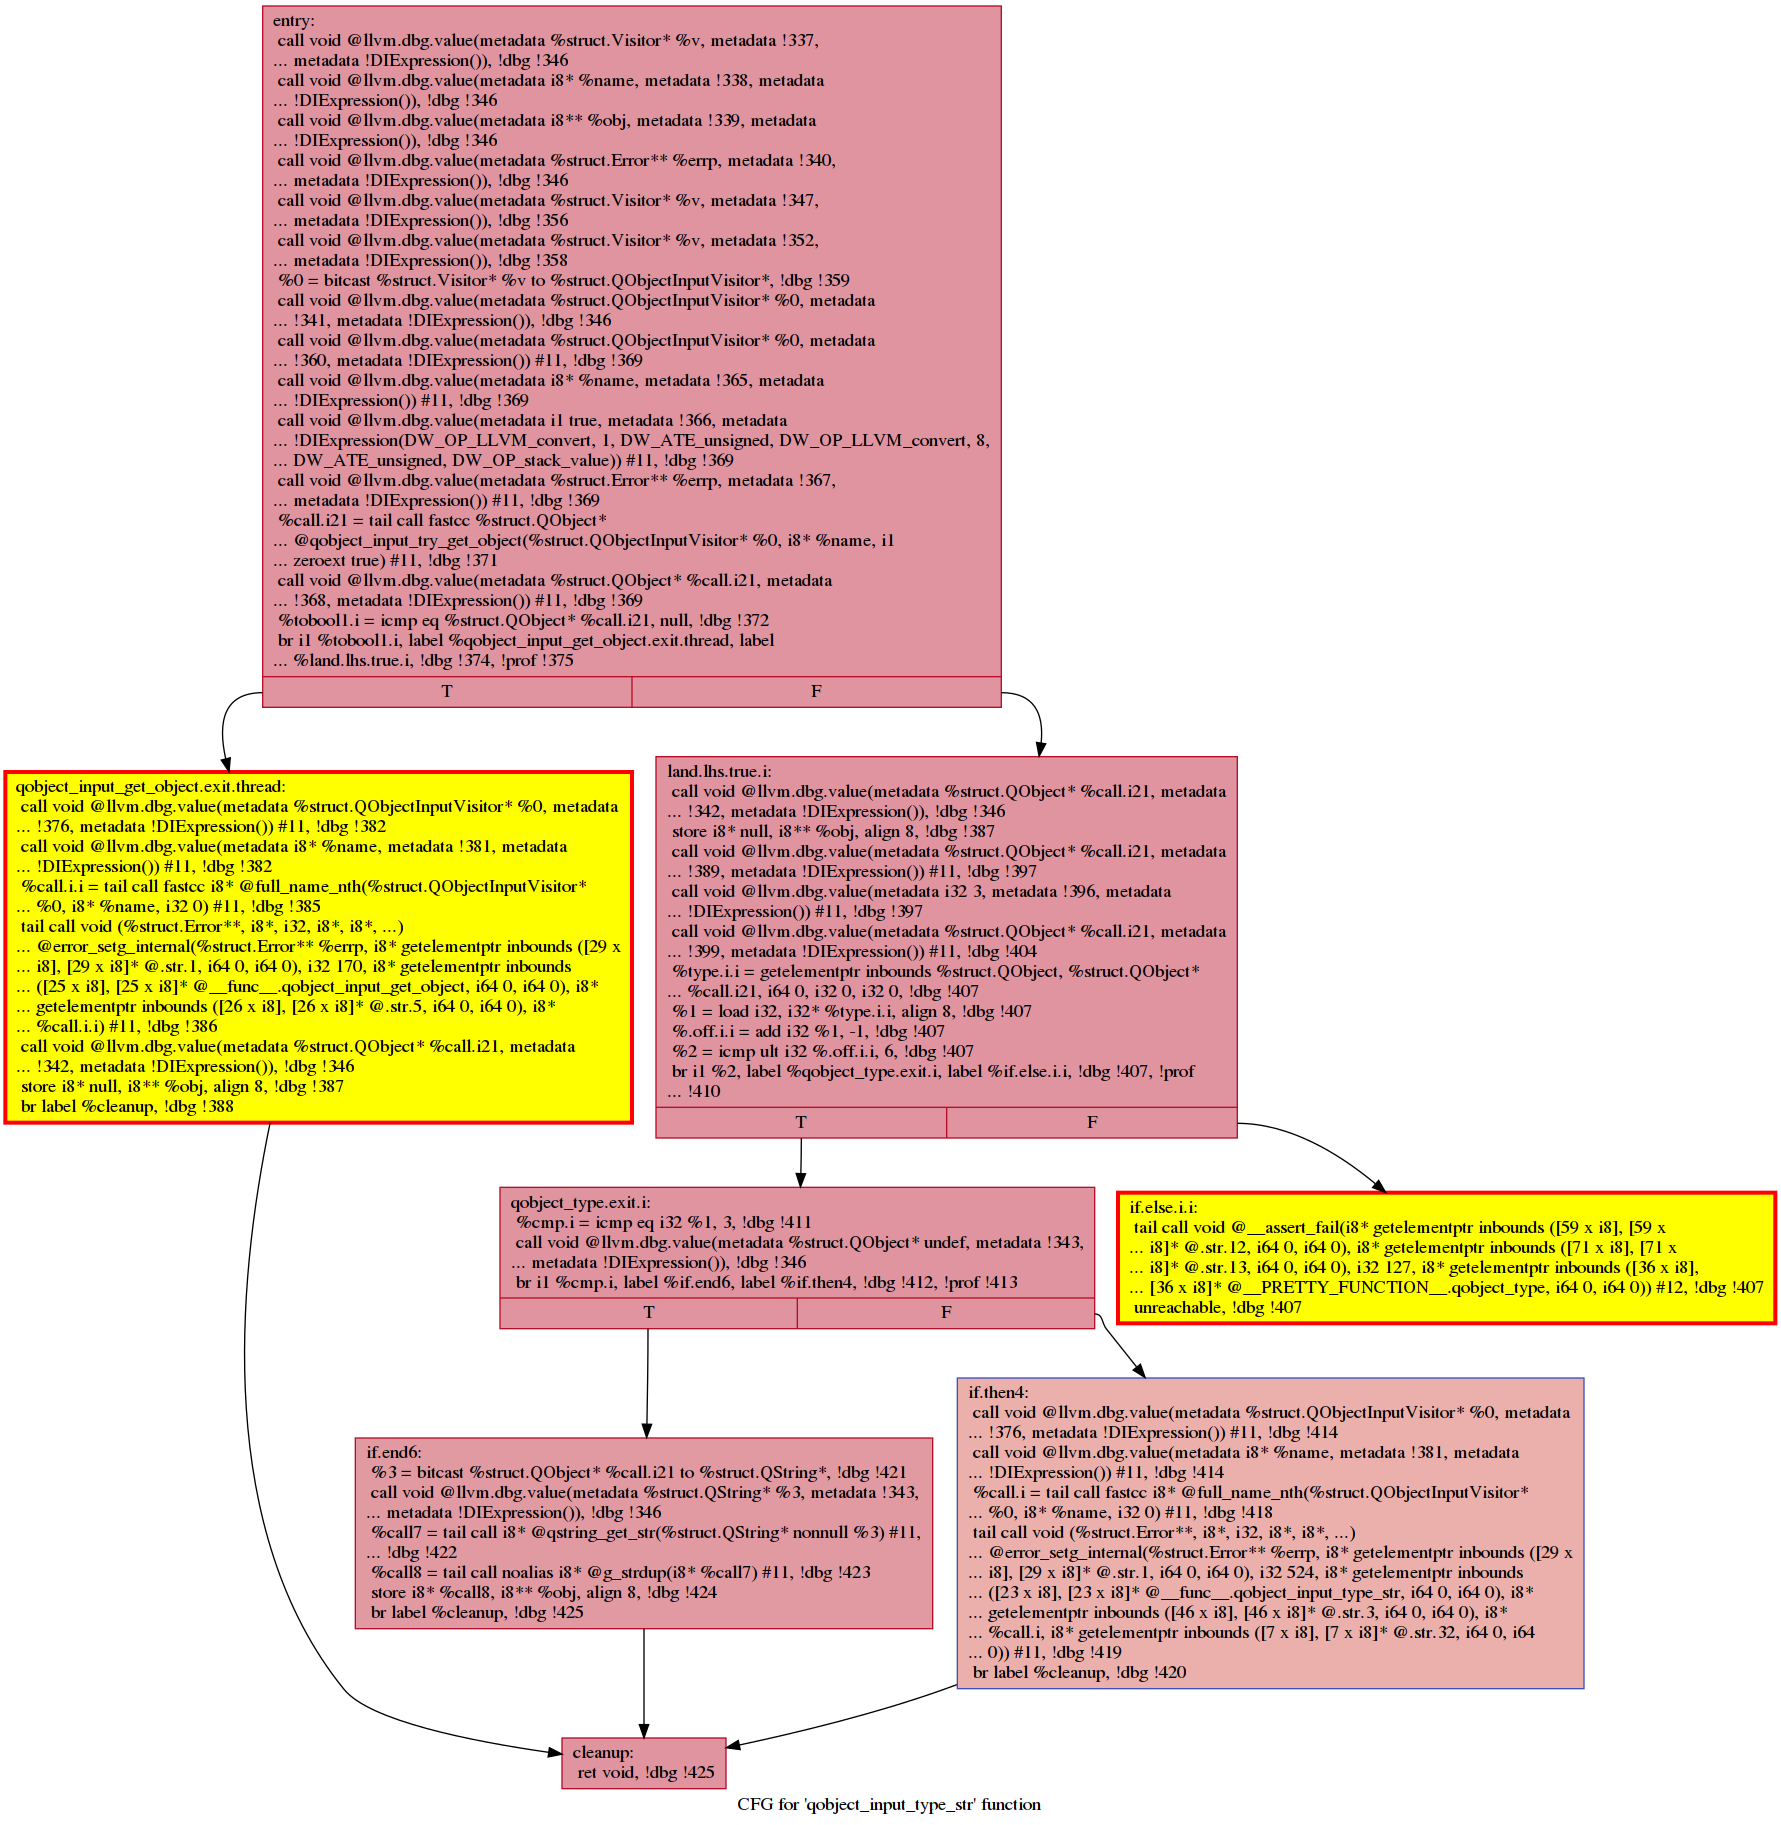 entry:
call void @llvm.dbg.value(metadata %struct.Visitor* %v, metadata !337,
... metadata !DIExpression()), !dbg !346
call void @llvm.dbg.value(metadata i8* %name, metadata !338, metadata
... !DIExpression()), !dbg !346
call void @llvm.dbg.value(metadata i8** %obj, metadata !339, metadata
... !DIExpression()), !dbg !346
call void @llvm.dbg.value(metadata %struct.Error** %errp, metadata !340,
... metadata !DIExpression()), !dbg !346
call void @llvm.dbg.value(metadata %struct.Visitor* %v, metadata !347,
... metadata !DIExpression()), !dbg !356
call void @llvm.dbg.value(metadata %struct.Visitor* %v, metadata !352,
... metadata !DIExpression()), !dbg !358
%0 = bitcast %struct.Visitor* %v to %struct.QObjectInputVisitor*, !dbg !359
call void @llvm.dbg.value(metadata %struct.QObjectInputVisitor* %0, metadata
... !341, metadata !DIExpression()), !dbg !346
call void @llvm.dbg.value(metadata %struct.QObjectInputVisitor* %0, metadata
... !360, metadata !DIExpression()) #11, !dbg !369
call void @llvm.dbg.value(metadata i8* %name, metadata !365, metadata
... !DIExpression()) #11, !dbg !369
call void @llvm.dbg.value(metadata i1 true, metadata !366, metadata
... !DIExpression(DW_OP_LLVM_convert, 1, DW_ATE_unsigned, DW_OP_LLVM_convert, 8,
... DW_ATE_unsigned, DW_OP_stack_value)) #11, !dbg !369
call void @llvm.dbg.value(metadata %struct.Error** %errp, metadata !367,
... metadata !DIExpression()) #11, !dbg !369
%call.i21 = tail call fastcc %struct.QObject*
... @qobject_input_try_get_object(%struct.QObjectInputVisitor* %0, i8* %name, i1
... zeroext true) #11, !dbg !371
call void @llvm.dbg.value(metadata %struct.QObject* %call.i21, metadata
... !368, metadata !DIExpression()) #11, !dbg !369
%tobool1.i = icmp eq %struct.QObject* %call.i21, null, !dbg !372
br i1 %tobool1.i, label %qobject_input_get_object.exit.thread, label
... %land.lhs.true.i, !dbg !374, !prof !375
T F
qobject_input_get_object.exit.thread:
call void @llvm.dbg.value(metadata %struct.QObjectInputVisitor* %0, metadata
... !376, metadata !DIExpression()) #11, !dbg !382
call void @llvm.dbg.value(metadata i8* %name, metadata !381, metadata
... !DIExpression()) #11, !dbg !382
%call.i.i = tail call fastcc i8* @full_name_nth(%struct.QObjectInputVisitor*
... %0, i8* %name, i32 0) #11, !dbg !385
tail call void (%struct.Error**, i8*, i32, i8*, i8*, ...)
... @error_setg_internal(%struct.Error** %errp, i8* getelementptr inbounds ([29 x
... i8], [29 x i8]* @.str.1, i64 0, i64 0), i32 170, i8* getelementptr inbounds
... ([25 x i8], [25 x i8]* @__func__.qobject_input_get_object, i64 0, i64 0), i8*
... getelementptr inbounds ([26 x i8], [26 x i8]* @.str.5, i64 0, i64 0), i8*
... %call.i.i) #11, !dbg !386
call void @llvm.dbg.value(metadata %struct.QObject* %call.i21, metadata
... !342, metadata !DIExpression()), !dbg !346
store i8* null, i8** %obj, align 8, !dbg !387
br label %cleanup, !dbg !388
land.lhs.true.i:
call void @llvm.dbg.value(metadata %struct.QObject* %call.i21, metadata
... !342, metadata !DIExpression()), !dbg !346
store i8* null, i8** %obj, align 8, !dbg !387
call void @llvm.dbg.value(metadata %struct.QObject* %call.i21, metadata
... !389, metadata !DIExpression()) #11, !dbg !397
call void @llvm.dbg.value(metadata i32 3, metadata !396, metadata
... !DIExpression()) #11, !dbg !397
call void @llvm.dbg.value(metadata %struct.QObject* %call.i21, metadata
... !399, metadata !DIExpression()) #11, !dbg !404
%type.i.i = getelementptr inbounds %struct.QObject, %struct.QObject*
... %call.i21, i64 0, i32 0, i32 0, !dbg !407
%1 = load i32, i32* %type.i.i, align 8, !dbg !407
%.off.i.i = add i32 %1, -1, !dbg !407
%2 = icmp ult i32 %.off.i.i, 6, !dbg !407
br i1 %2, label %qobject_type.exit.i, label %if.else.i.i, !dbg !407, !prof
... !410
T F
qobject_type.exit.i:
%cmp.i = icmp eq i32 %1, 3, !dbg !411
call void @llvm.dbg.value(metadata %struct.QObject* undef, metadata !343,
... metadata !DIExpression()), !dbg !346
br i1 %cmp.i, label %if.end6, label %if.then4, !dbg !412, !prof !413
T F
if.else.i.i:
tail call void @__assert_fail(i8* getelementptr inbounds ([59 x i8], [59 x
... i8]* @.str.12, i64 0, i64 0), i8* getelementptr inbounds ([71 x i8], [71 x
... i8]* @.str.13, i64 0, i64 0), i32 127, i8* getelementptr inbounds ([36 x i8],
... [36 x i8]* @__PRETTY_FUNCTION__.qobject_type, i64 0, i64 0)) #12, !dbg !407
unreachable, !dbg !407
if.end6:
%3 = bitcast %struct.QObject* %call.i21 to %struct.QString*, !dbg !421
call void @llvm.dbg.value(metadata %struct.QString* %3, metadata !343,
... metadata !DIExpression()), !dbg !346
%call7 = tail call i8* @qstring_get_str(%struct.QString* nonnull %3) #11,
... !dbg !422
%call8 = tail call noalias i8* @g_strdup(i8* %call7) #11, !dbg !423
store i8* %call8, i8** %obj, align 8, !dbg !424
br label %cleanup, !dbg !425
if.then4:
call void @llvm.dbg.value(metadata %struct.QObjectInputVisitor* %0, metadata
... !376, metadata !DIExpression()) #11, !dbg !414
call void @llvm.dbg.value(metadata i8* %name, metadata !381, metadata
... !DIExpression()) #11, !dbg !414
%call.i = tail call fastcc i8* @full_name_nth(%struct.QObjectInputVisitor*
... %0, i8* %name, i32 0) #11, !dbg !418
tail call void (%struct.Error**, i8*, i32, i8*, i8*, ...)
... @error_setg_internal(%struct.Error** %errp, i8* getelementptr inbounds ([29 x
... i8], [29 x i8]* @.str.1, i64 0, i64 0), i32 524, i8* getelementptr inbounds
... ([23 x i8], [23 x i8]* @__func__.qobject_input_type_str, i64 0, i64 0), i8*
... getelementptr inbounds ([46 x i8], [46 x i8]* @.str.3, i64 0, i64 0), i8*
... %call.i, i8* getelementptr inbounds ([7 x i8], [7 x i8]* @.str.32, i64 0, i64
... 0)) #11, !dbg !419
br label %cleanup, !dbg !420
cleanup:
ret void, !dbg !425
CFG for 'qobject_input_type_str' function